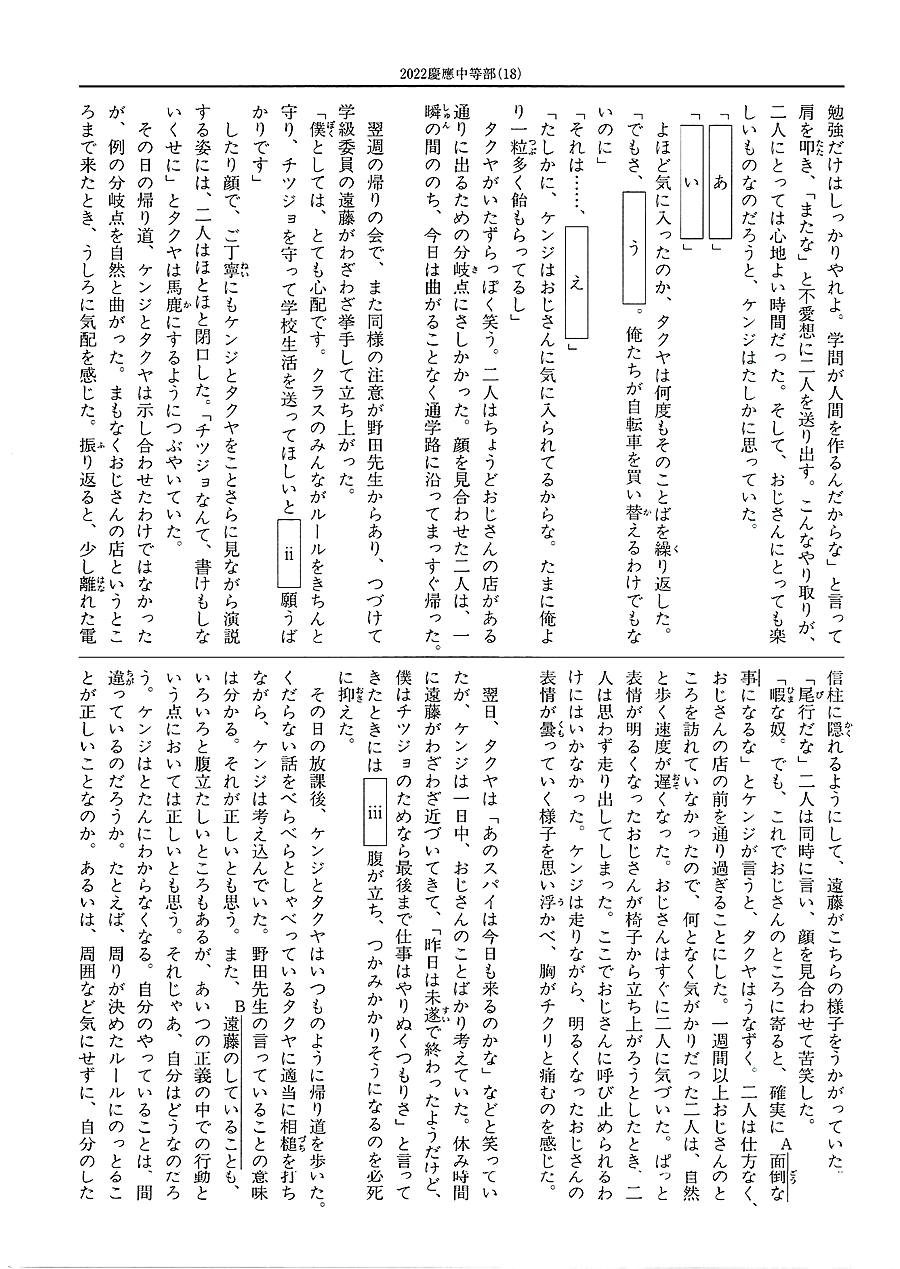 2022慶應中等部(18)
勉強だけはしっかりやれよ。学問が人間を作るんだからな」と言って
肩を叩き、「またな」と不愛想に二人を送り出す。こんなやり取りが、
二人にとっては心地よい時間だった。そして、おじさんにとっても楽
しいものなのだろうと、ケンジはたしかに思っていた。
「あ」
「い」
よほど気に入ったのか、タクヤは何度もそのことばを繰り返した。
「でもさ、う。俺たちが自転車を買い替えるわけでもな
いのに」
「それは……、え」
「たしかに、ケンジはおじさんに気に入られてるからな。たまに俺よ
り一粒多く飴もらってるし」
タクヤがいたずらっぽく笑う。二人はちょうどおじさんの店がある
通りに出るための分岐点にさしかかった。顔を見合わせた二人は、一
瞬の間ののち、今日は曲がることなく通学路に沿ってまっすぐ帰った。
翌週の帰りの会で、また同様の注意が野田先生からあり、つづけて
学級委員の遠藤がわざわざ挙手して立ち上がった。
「僕としては、とても心配です。クラスのみんながルールをきちんと
守り、チツジョを守って学校生活を送ってほしいとⅱ願うば
かりです」
したり顔で、ご丁寧にもケンジとタクヤをことさらに見ながら演説
する姿には、二人はほとほと閉口した。「チツジョなんて、書けもしな
いくせに」とタクヤは馬鹿にするようにつぶやいていた。
その日の帰り道、ケンジとタクヤは示し合わせたわけではなかった
が、例の分岐点を自然と曲がった。まもなくおじさんの店というとこ
ろまで来たとき、うしろに気配を感じた。振り返ると、少し離れた電
信柱に隠れるようにして、遠藤がこちらの様子をうかがっていた。
「尾行だな」二人は同時に言い、顔を見合わせて苦笑した。
「暇な奴。でも、これでおじさんのところに寄ると、確実にA面倒な
事になるな」とケンジが言うと、タクヤはうなずく。二人は仕方なく、
おじさんの店の前を通り過ぎることにした。一週間以上おじさんのと
ころを訪れていなかったので、何となく気がかりだった二人は、自然
と歩く速度が遅くなった。おじさんはすぐに二人に気づいた。ぱっと
表情が明るくなったおじさんが椅子から立ち上がろうとしたとき、二
人は思わず走り出してしまった。ここでおじさんに呼び止められるわ
けにはいかなかった。ケンジは走りながら、明るくなったおじさんの
表情が曇っていく様子を思い浮かべ、胸がチクリと痛むのを感じた。
翌日、タクヤは「あのスパイは今日も来るのかな」などと笑ってい
たが、ケンジは一日中、おじさんのことばかり考えていた。休み時間
に遠藤がわざわざ近づいてきて、「昨日は未遂で終わったようだけど、
僕はチツジョのためなら最後まで仕事はやりぬくつもりさ」と言って
きたときにはⅲ腹が立ち、つかみかかりそうになるのを必死
に抑えた。
その日の放課後、ケンジとタクヤはいつものように帰り道を歩いた。
くだらない話をべらべらとしゃべっているタクヤに適当に相槌を打ち
ながら、ケンジは考え込んでいた。野田先生の言っていることの意味
は分かる。それが正しいとも思う。また、B遠藤のしていることも、
いろいろと腹立たしいところもあるが、あいつの正義の中での行動と
いう点においては正しいとも思う。それじゃあ、自分はどうなのだろ
う。ケンジはとたんにわからなくなる。自分のやっていることは、間
違っているのだろうか。たとえば、周りが決めたルールにのっとるこ
とが正しいことなのか。あるいは、周囲など気にせずに、自分のした